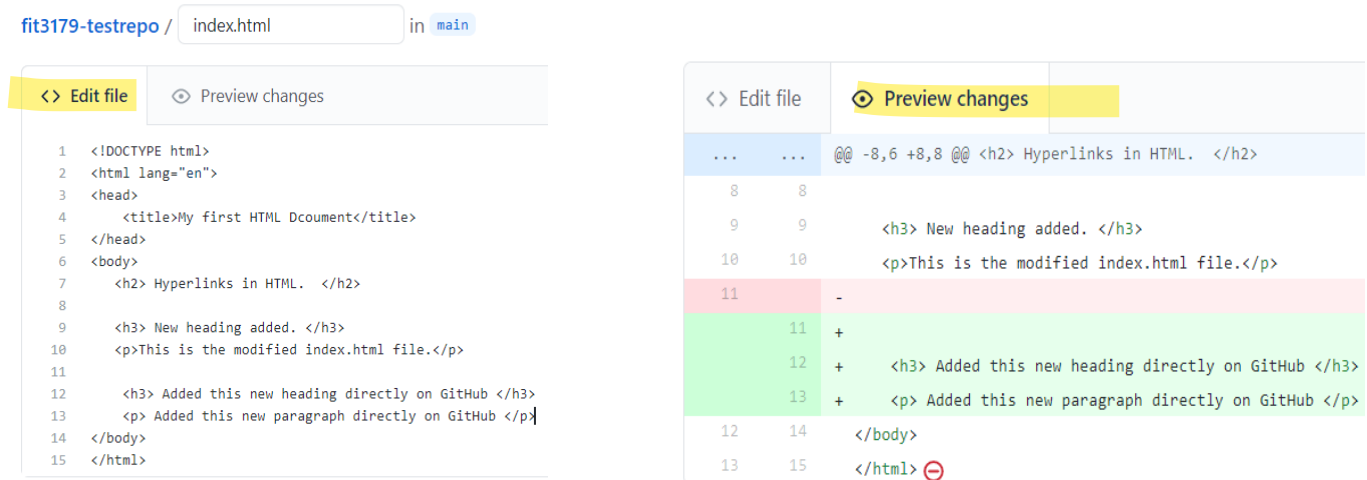 fit3179-testrepo / index.html in main
<> Edit file Preview changes
1 <!DOCTYPE html>
2 <html lang="en">
3 <head>
4 <title>My first HTML Dcoument</title>
5 </head>
6 <body>
7 <h2> Hyperlinks in HTML.  </h2>
8
9 <h3> New heading added. </h3>
10 <p>This is the modified index.html file.</p>
11
12 <h3> Added this new heading directly on GitHub </h3>
13 <p> Added this new paragraph directly on GitHub </p>
14 </body>
15 </html>
<> Edit file Preview changes
... ... @@ -8,6 +8,8 @@ <h2> Hyperlinks in HTML.  </h2>
8 8
9 9 <h3> New heading added. </h3>
10 10 <p>This is the modified index.html file.</p>
11 -
11 +
12 + <h3> Added this new heading directly on GitHub </h3>
13 + <p> Added this new paragraph directly on GitHub </p>
12 14 </body>
13 15 </html>